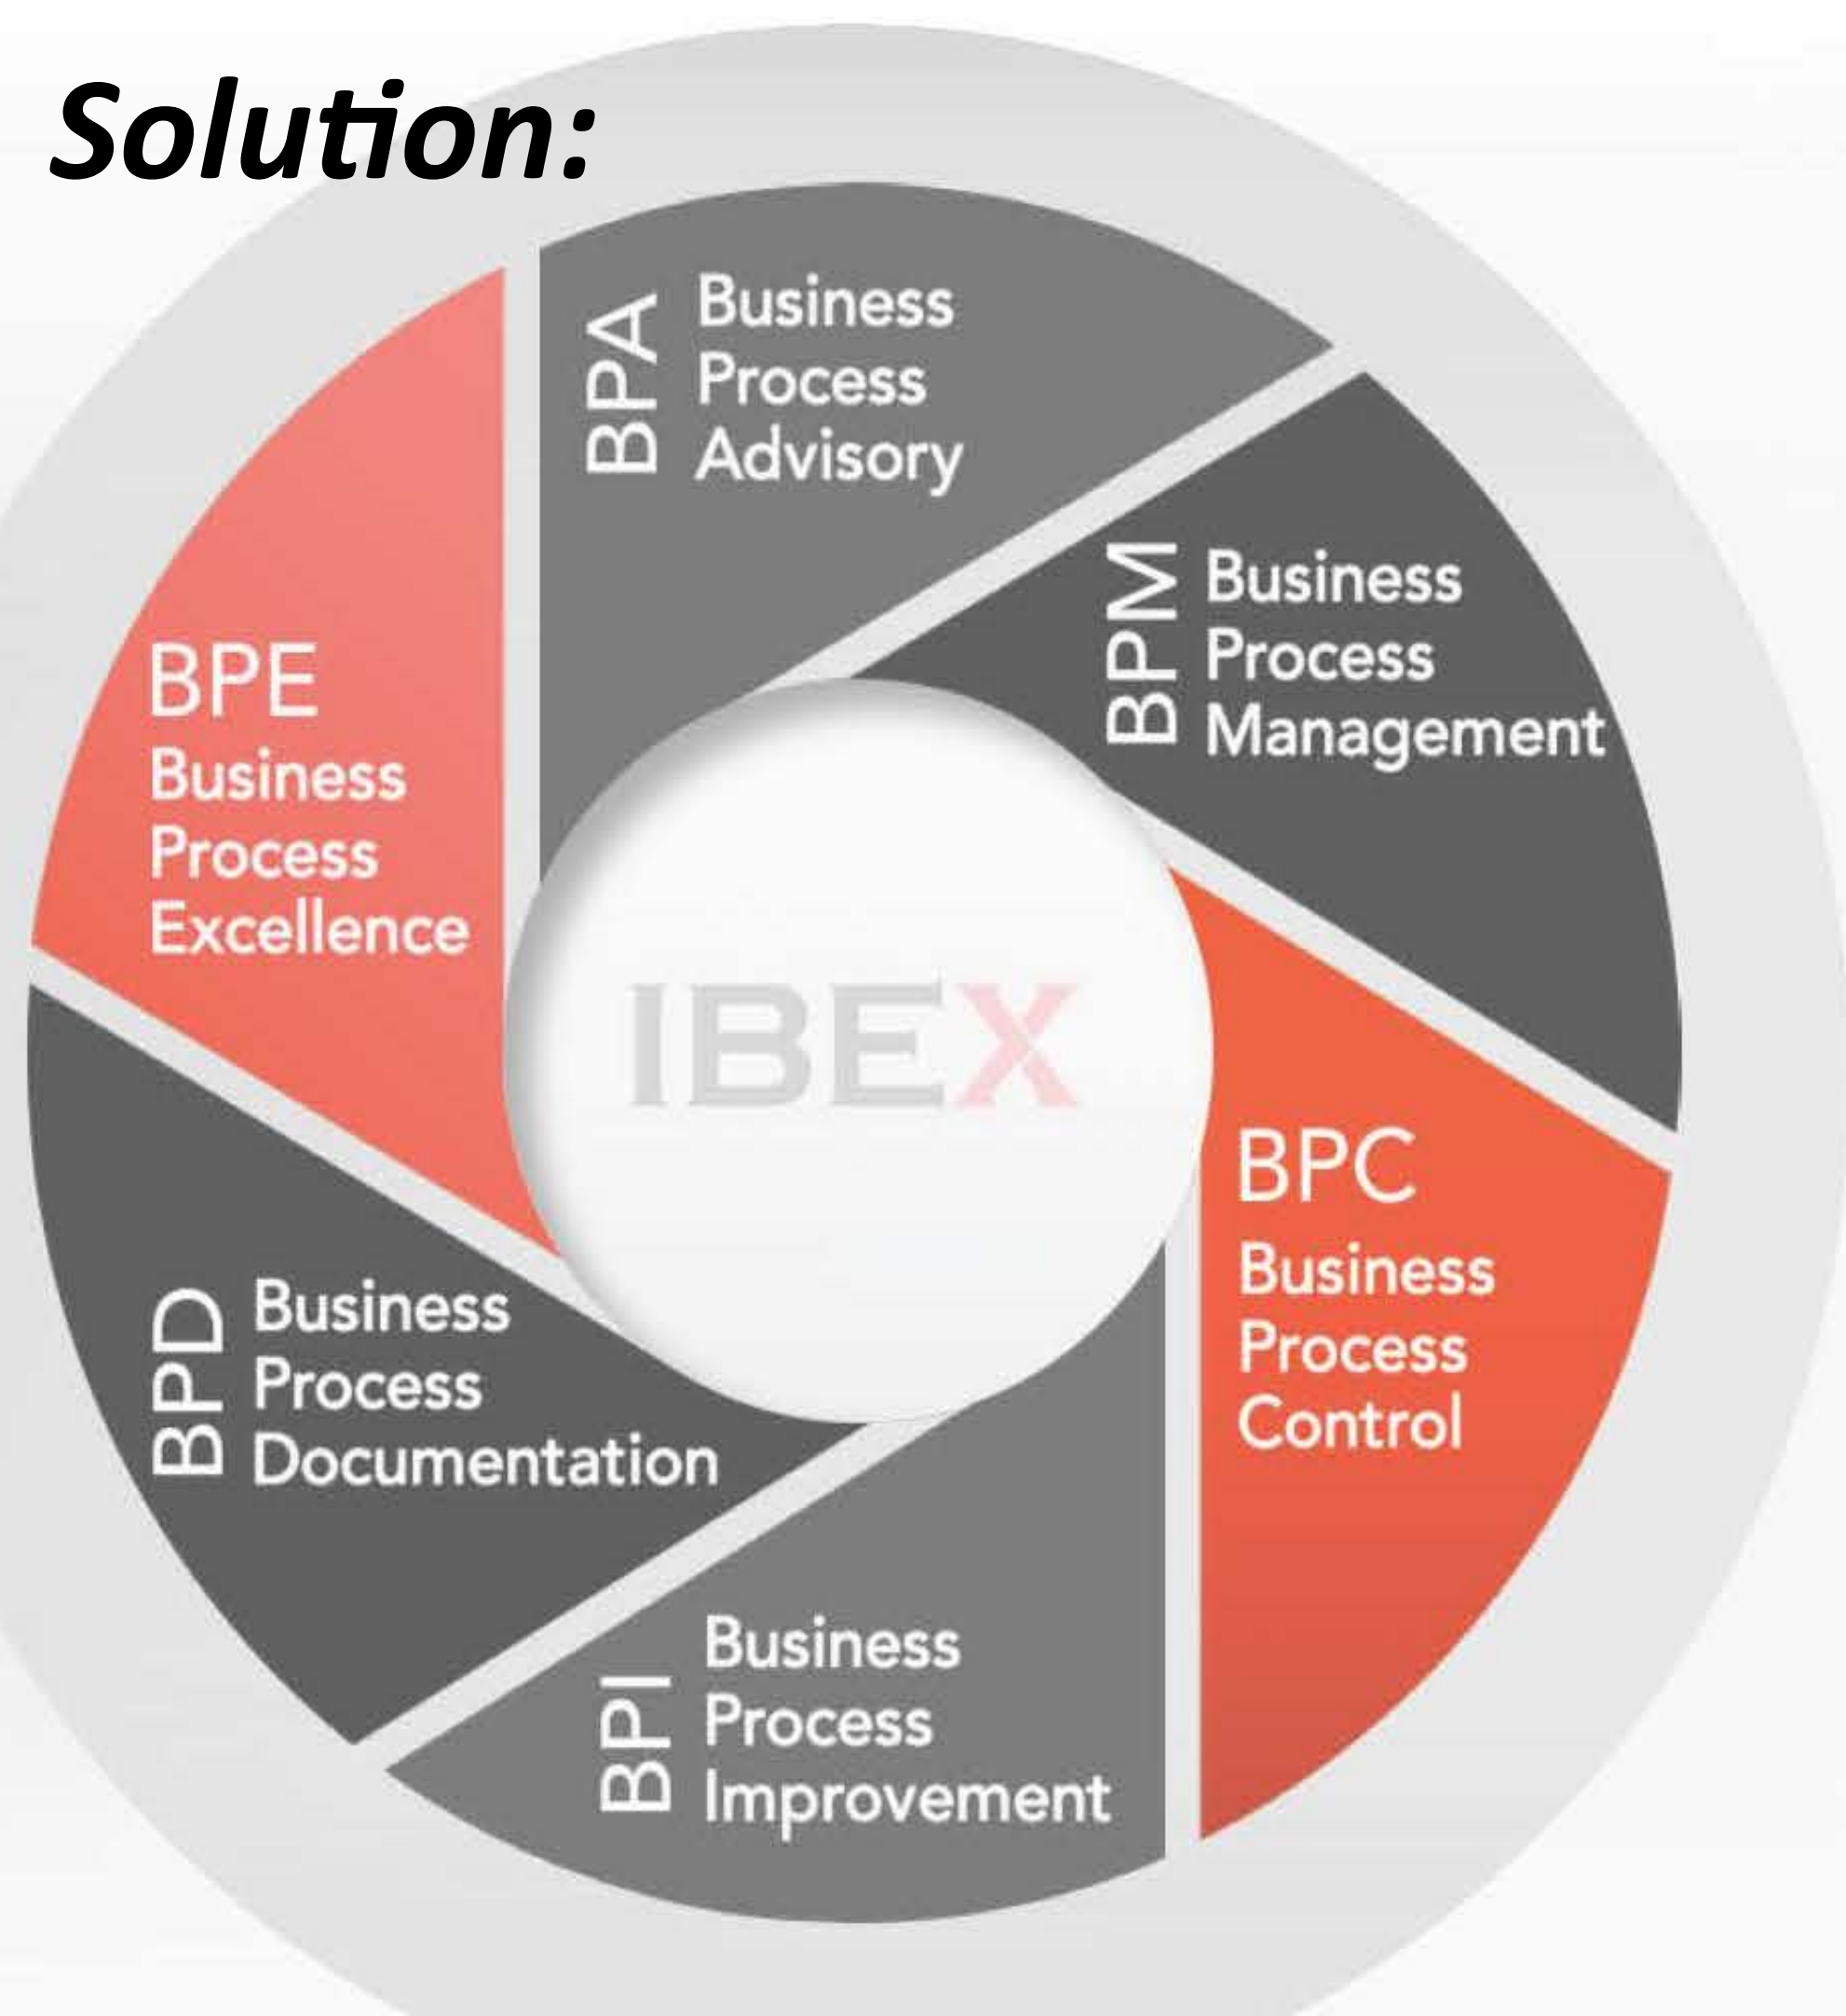 Solution:
BPA
Business
Process
Advisory
BPM
Business
Process
Management
BPC
Business
Process
Control
BPI
Business
Process
Improvement
BPD
Business
Process
Documentation
BPE
Business
Process
Excellence
IBEX